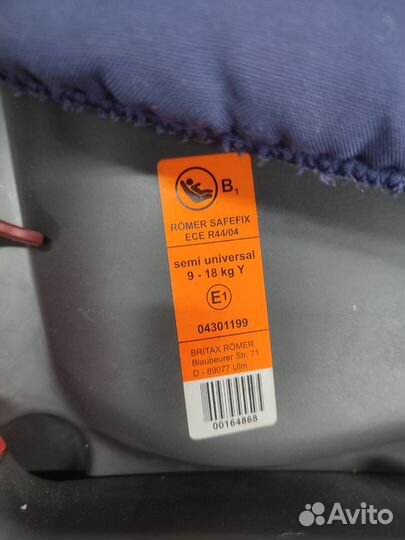 B1
RÖMER SAFEFIX
ECE R44/04
semi universal
9 - 18 kg Y
E1
04301199
BRITAX RÖMER
Blaubeurer Str. 71
D - 89077 Ulm
00164868
Avito